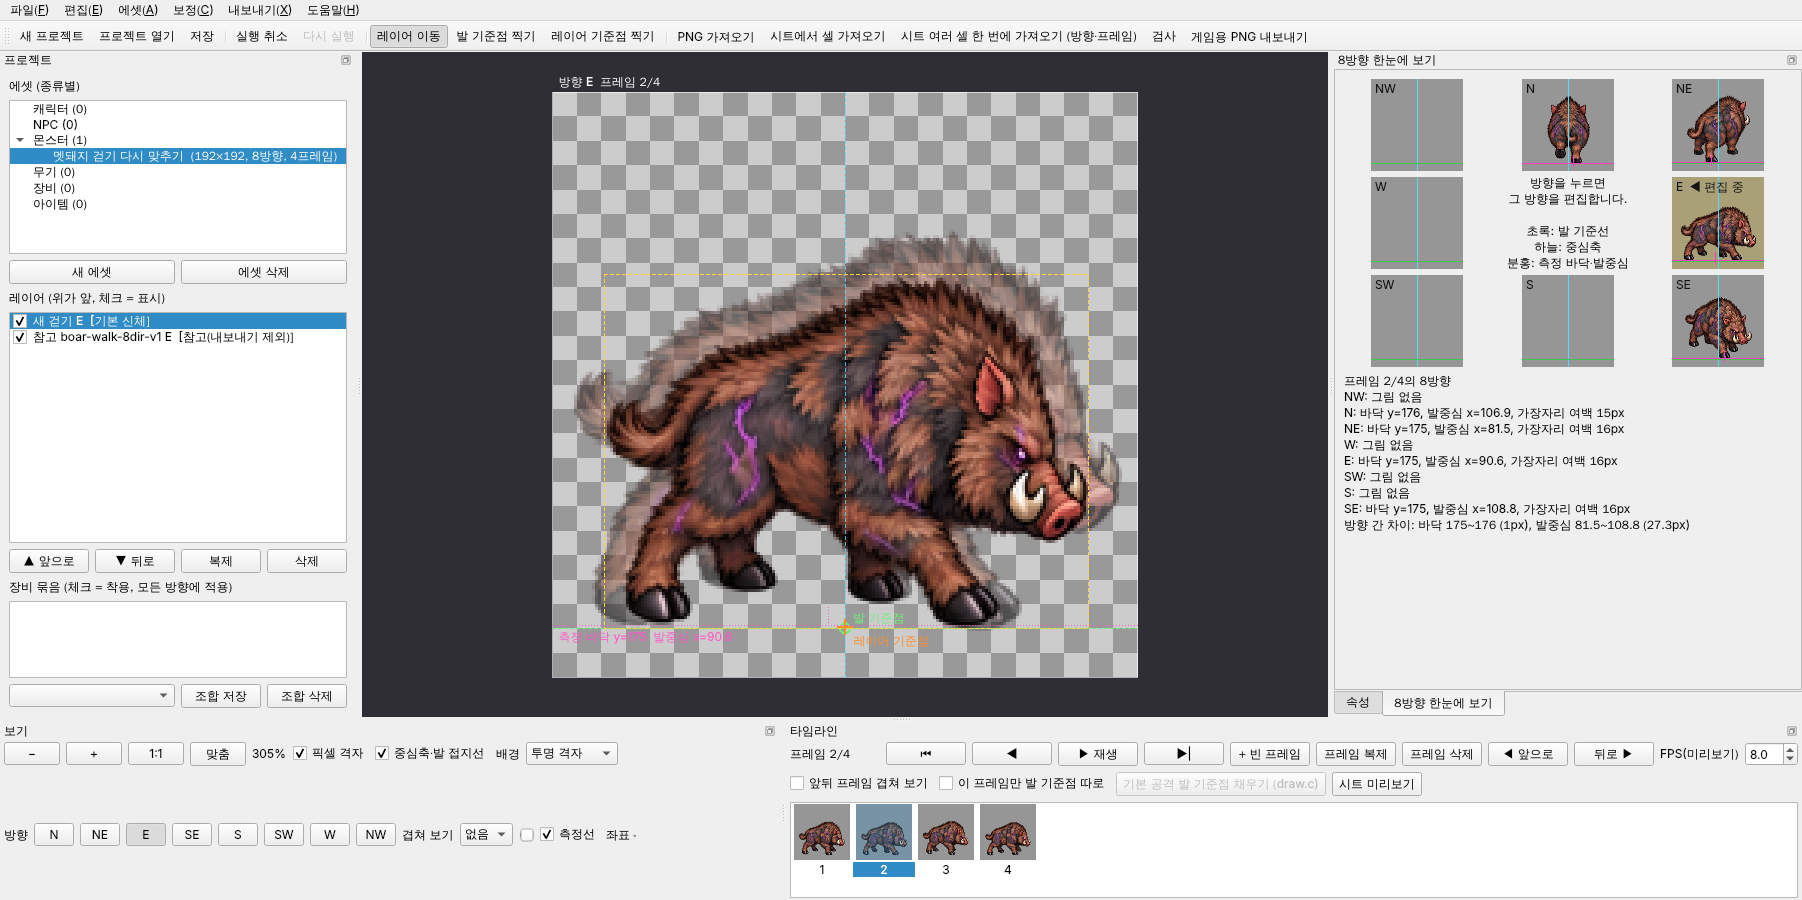 파일(F) 편집(E) 에셋(A) 보정(C) 내보내기(X) 도움말(H)
새 프로젝트 프로젝트 열기 저장 실행 취소 다시 실행 레이어 이동 발 기준점 찍기 레이어 기준점 찍기 PNG 가져오기 시트에서 셀 가져오기 시트 여러 셀 한 번에 가져오기 (방향·프레임) 검사 게임용 PNG 내보내기
프로젝트
에셋 (종류별)
캐릭터 (0)
NPC (0)
몬스터 (1)
멧돼지 걷기 다시 맞추기 (192×192, 8방향, 4프레임)
무기 (0)
장비 (0)
아이템 (0)
새 에셋 에셋 삭제
레이어 (위가 앞, 체크 = 표시)
새 걷기 E [기본 신체]
참고 boar-walk-8dir-v1 E [참고(내보내기 제외)]
▲ 앞으로 ▼ 뒤로 복제 삭제
장비 묶음 (체크 = 착용, 모든 방향에 적용)
조합 저장 조합 삭제
방향 E 프레임 2/4
발 기준점
측정 바닥 y=175, 발중심 x=90.6
레이어 기준점
8방향 한눈에 보기
NW N NE
방향을 누르면
그 방향을 편집합니다.
W E ◀ 편집 중
초록: 발 기준선
하늘: 중심축
분홍: 측정 바닥·발중심
SW S SE
프레임 2/4의 8방향
NW: 그림 없음
N: 바닥 y=176, 발중심 x=106.9, 가장자리 여백 15px
NE: 바닥 y=175, 발중심 x=81.5, 가장자리 여백 16px
W: 그림 없음
E: 바닥 y=175, 발중심 x=90.6, 가장자리 여백 16px
SW: 그림 없음
S: 그림 없음
SE: 바닥 y=175, 발중심 x=108.8, 가장자리 여백 16px
방향 간 차이: 바닥 175~176 (1px), 발중심 81.5~108.8 (27.3px)
속성 8방향 한눈에 보기
보기
− + 1:1 맞춤 305% 픽셀 격자 중심축·발 접지선 배경 투명 격자
방향 N NE E SE S SW W NW 겹쳐 보기 없음 측정선 좌표 -
타임라인
프레임 2/4 ⏮ ◀ ▶ 재생 ▶| + 빈 프레임 프레임 복제 프레임 삭제 ◀ 앞으로 뒤로 ▶ FPS(미리보기) 8.0
앞뒤 프레임 겹쳐 보기 이 프레임만 발 기준점 따로 기본 공격 발 기준점 채우기 (draw.c) 시트 미리보기
1 2 3 4